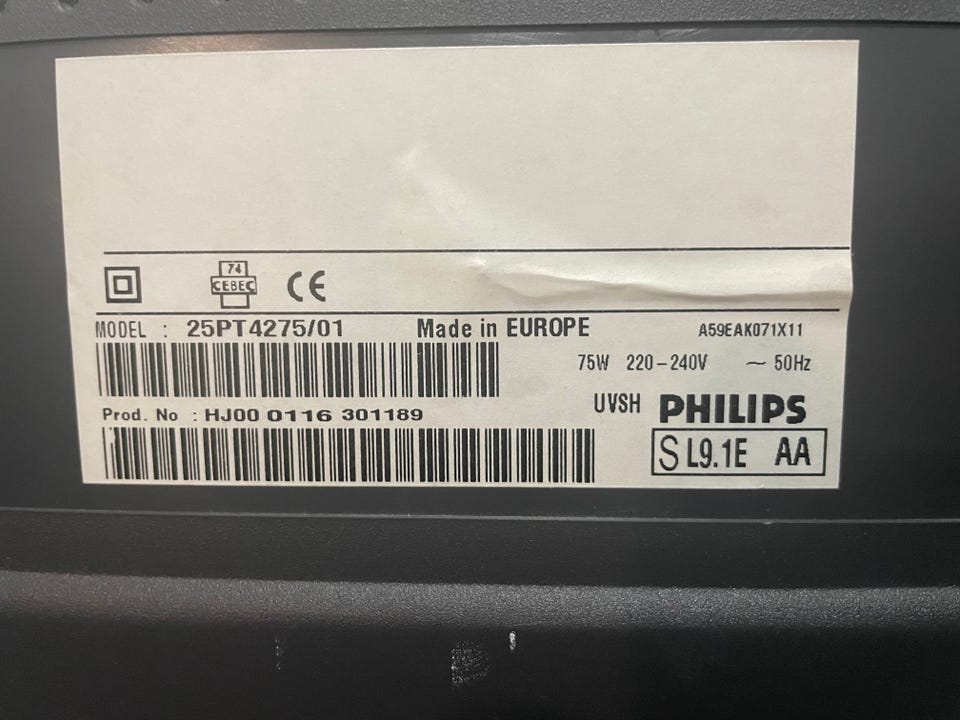 74
CEBEC
CE
MODEL : 25PT4275/01 Made in EUROPE A59EAK071X11
75W 220-240V ~ 50Hz
Prod. No : HJ00 0116 301189 UVSH PHILIPS
S L9.1E AA